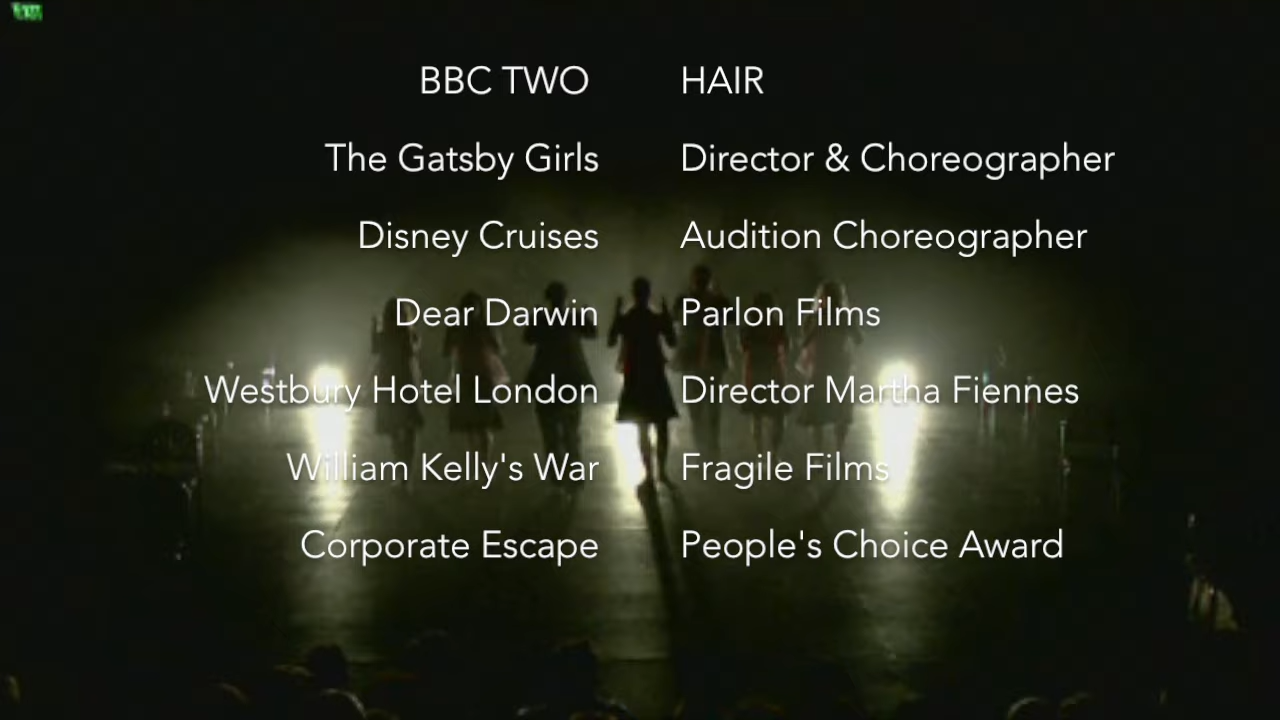 BBC TWO HAIR
The Gatsby Girls Director & Choreographer
Disney Cruises Audition Choreographer
Dear Darwin Parlon Films
Westbury Hotel London Director Martha Fiennes
William Kelly's War Fragile Films
Corporate Escape People's Choice Award